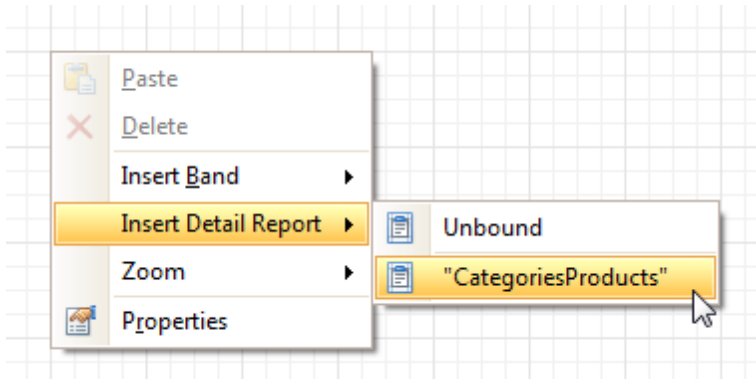 Paste
Delete
Insert Band
Insert Detail Report
Unbound
Zoom
"CategoriesProducts"
Properties